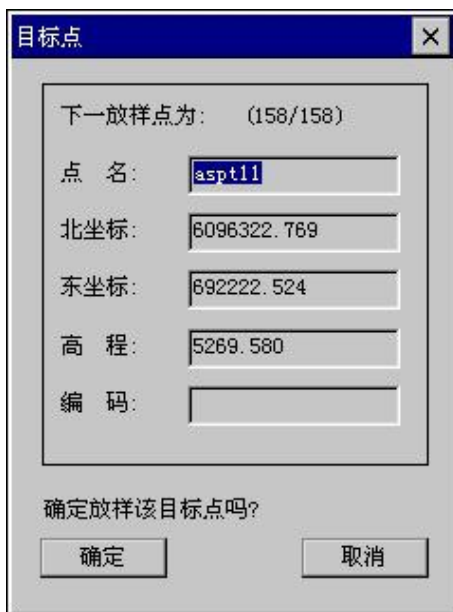 目标点
下一放样点为: (158/158)
点 名: aspt11
北坐标: 6096322.769
东坐标: 692222.524
高 程: 5269.580
编 码:
确定放样该目标点吗?
确定 取消